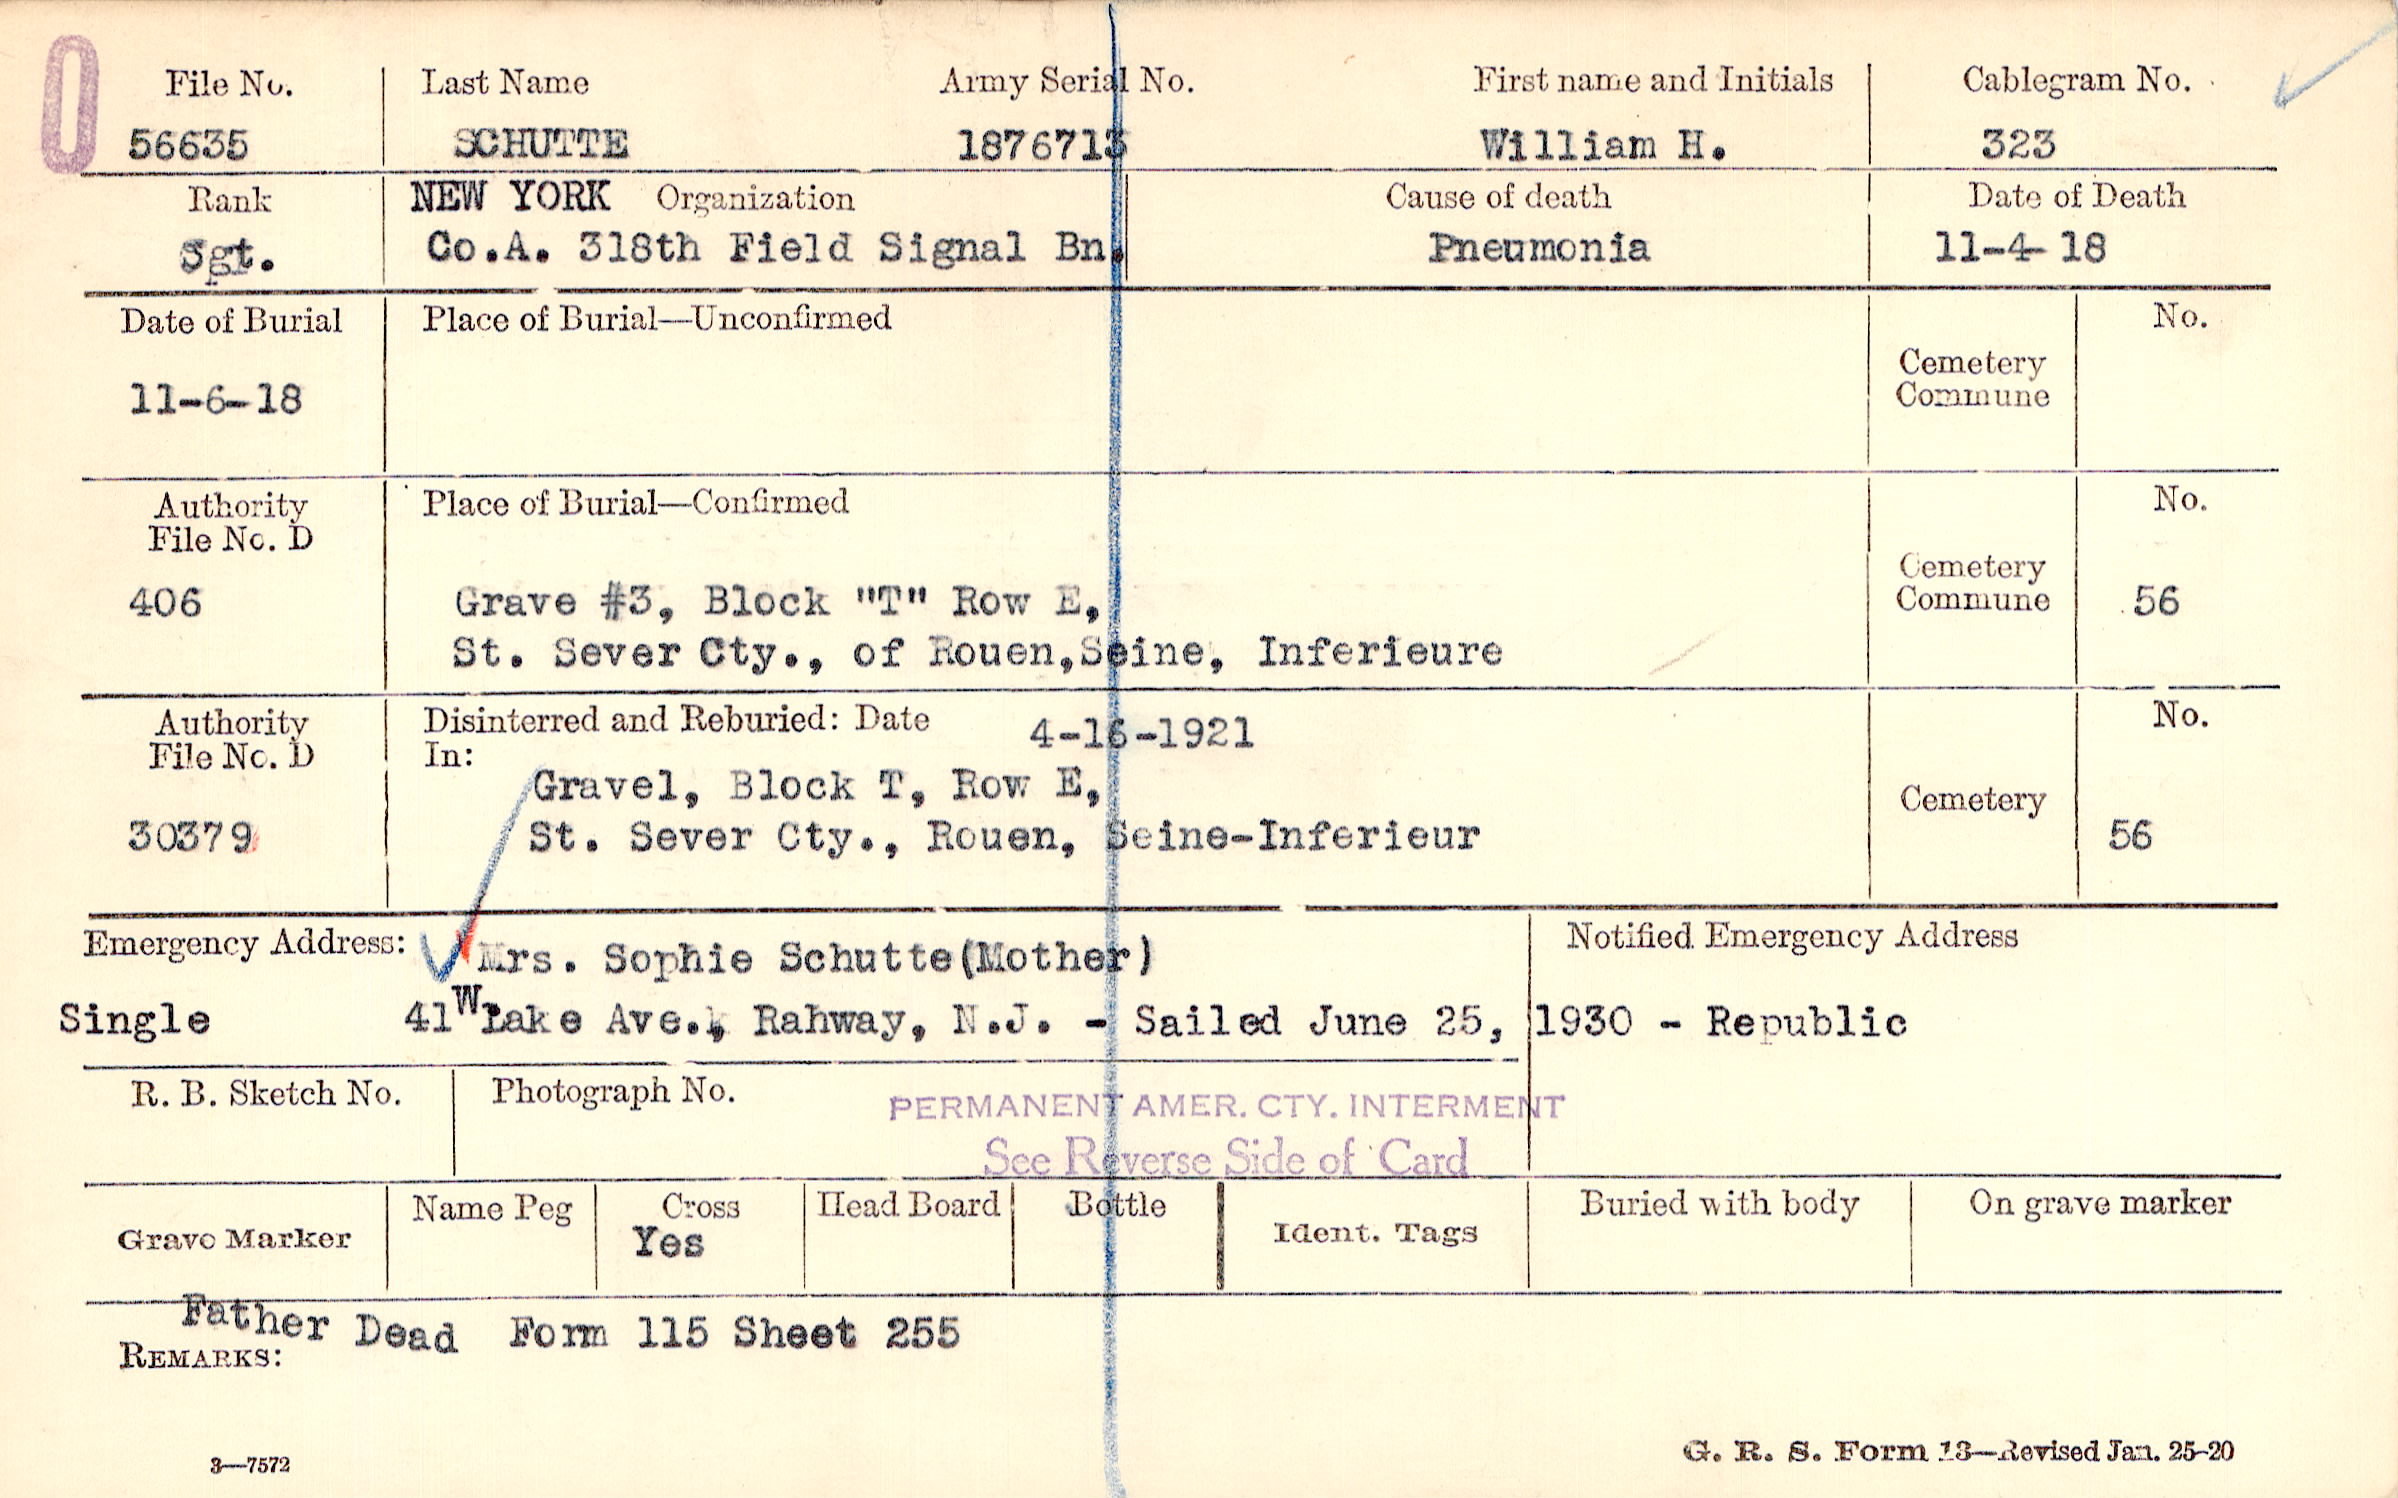 0
File No. Last Name Army Serial No. First name and Initials Cablegram No.
56635 SCHUTTE 1876713 William H. 323
Rank NEW YORK Organization Cause of death Date of Death
Sgt. Co.A. 318th Field Signal Bn. Pneumonia 11-4-18
Date of Burial Place of Burial—Unconfirmed No.
Cemetery
Commune
11-6-18
Authority Place of Burial—Confirmed No.
File No. D
Cemetery
Commune
406 Grave #3, Block "T" Row E, 56
St. Sever Cty., of Rouen,Seine, Inferieure
Authority Disinterred and Reburied: Date 4-16-1921 No.
File No. D In:
Gravel, Block T, Row E, Cemetery
30379 St. Sever Cty., Rouen, Seine-Inferieur 56
Emergency Address: Mrs. Sophie Schutte(Mother) Notified Emergency Address
Single 41 W. Lake Ave., Rahway, N.J. - Sailed June 25, 1930 - Republic
R. B. Sketch No. Photograph No.
PERMANENT AMER. CTY. INTERMENT
See Reverse Side of Card
Grave Marker Name Peg Cross Head Board Bottle Ident. Tags Buried with body On grave marker
Yes
Father Dead Form 115 Sheet 255
REMARKS:
3—7572 G. R. S. Form 13—Revised Jan. 25-20